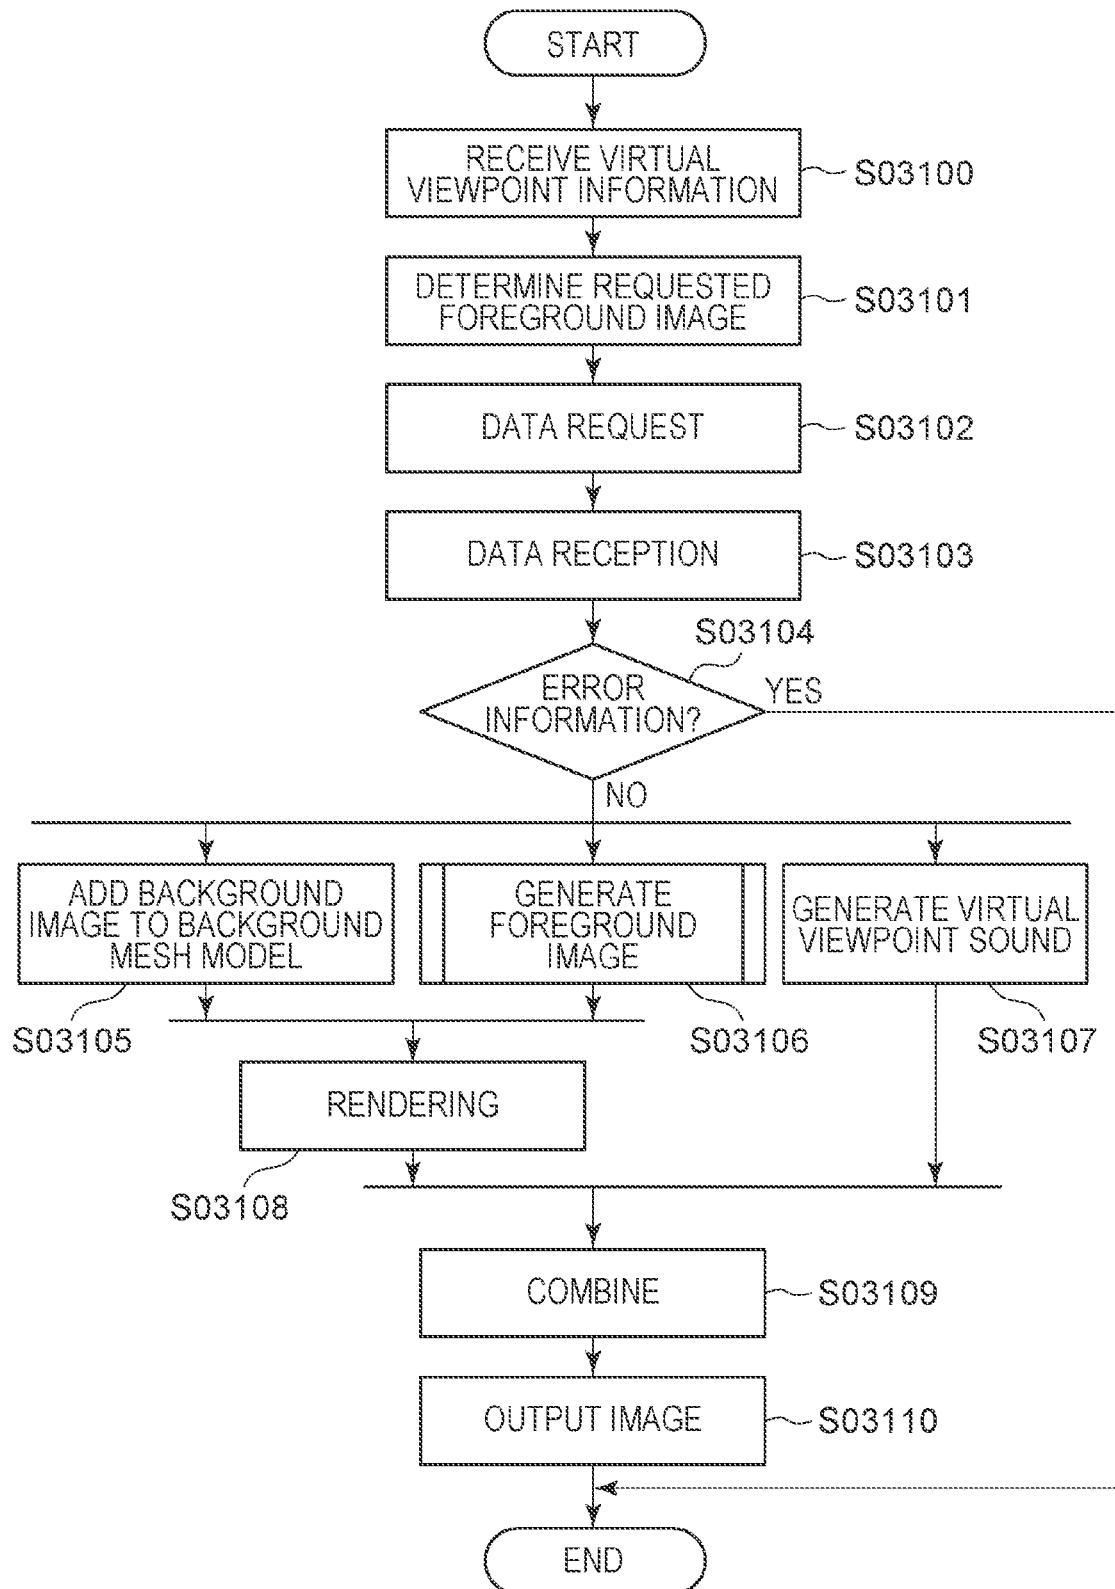 START
RECEIVE VIRTUAL
VIEWPOINT INFORMATION
S03100
DETERMINE REQUESTED
FOREGROUND IMAGE
S03101
DATA REQUEST
S03102
DATA RECEPTION
S03103
S03104
ERROR
INFORMATION?
YES
NO
ADD BACKGROUND
IMAGE TO BACKGROUND
MESH MODEL
S03105
GENERATE
FOREGROUND
IMAGE
S03106
GENERATE VIRTUAL
VIEWPOINT SOUND
S03107
RENDERING
S03108
COMBINE
S03109
OUTPUT IMAGE
S03110
END